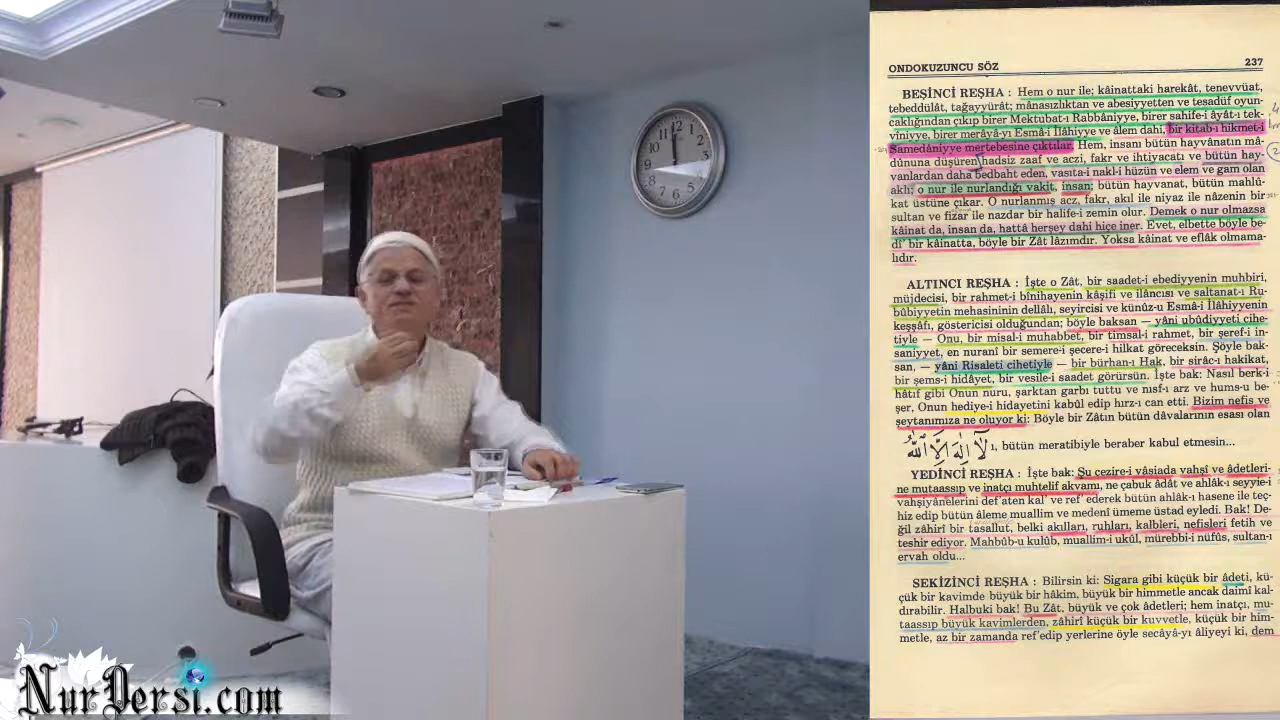 ONDOKUZUNCU SÖZ 237
BEŞİNCİ REŞHA : Hem o nur ile; kâinattaki harekât, tenevvüat,
tebeddülât, tağayyürât; mânasızlıktan ve abesiyyetten ve tesadüf oyun-
caklığından çıkıp birer Mektubat-ı Rabbâniyye, birer sahife-i âyât-ı tek-
viniyye, birer merâyâ-yı Esmâ-i İlâhiyye ve âlem dahi, bir kitab-ı hikmet-i
Samedâniyye mertebesine çıktılar. Hem, insanı bütün hayvanatın mâ-
dûnuna düşüren hadsiz zaaf ve aczi, fakr ve ihtiyacatı ve bütün hay-
vanlardan daha bedbaht eden, vasıta-i nakl-i hüzün ve elem ve gam olan
aklı; o nur ile nurlandığı vakit, insan; bütün hayvanat, bütün mahlû-
kat üstüne çıkar. O nurlanmış acz, fakr, akıl ile niyaz ile nâzenin bir
sultan ve fizar ile nazdar bir halife-i zemin olur. Demek o nur olmazsa
kâinat da, insan da, hattâ herşey dahi hiçe iner. Evet, elbette böyle be-
di' bir kâinatta, böyle bir Zât lâzımdır. Yoksa kâinat ve eflâk olmama-
lıdır.
ALTINCI REŞHA : İşte o Zât, bir saadet-i ebediyyenin muhbiri,
müjdecisi, bir rahmet-i bînihayenin kâşifi ve ilâncısı ve saltanat-ı Ru-
bûbiyyetin mehasininin dellâlı, seyircisi ve künûz-u Esmâ-i İlâhiyyenin
keşşâfı, göstericisi olduğundan; böyle baksan — yâni ubûdiyyeti cihe-
tiyle — Onu, bir misal-i muhabbet, bir timsal-i rahmet, bir şeref-i in-
saniyyet, en nuranî bir semere-i şecere-i hilkat göreceksin. Şöyle bak-
san, — yâni Risaleti cihetiyle — bir bürhan-ı Hak, bir sirâc-ı hakikat,
bir şems-i hidâyet, bir vesile-i saadet görürsün. İşte bak: Nasıl berk-i
hâtıf gibi Onun nûru, şarktan garbı tuttu ve nısf-ı arz ve hums-u be-
şer, Onun hediye-i hidayetini kabûl edip hırz-ı can etti. Bizim nefis ve
şeytanımıza ne oluyor ki: Böyle bir Zâtın bütün dâvalarının esası olan
لَآ اِلٰهَ اِلَّا اللّٰهُ ı, bütün meratibiyle beraber kabul etmesin...
YEDİNCİ REŞHA : İşte bak: Şu cezire-i vâsiada vahşî ve âdetleri-
ne mutaassıp ve inatçı muhtelif akvamı, ne çabuk âdât ve ahlâk-ı seyyie-i
vahşiyânelerini def'aten kal' ve ref' ederek bütün ahlâk-ı hasene ile teç-
hiz edip bütün âleme muallim ve medenî ümeme üstad eyledi. Bak! De-
ğil zâhirî bir tasallut, belki akılları, ruhları, kalbleri, nefisleri fetih ve
teshir ediyor. Mahbûb-u kulûb, muallim-i ukûl, mürebbi-i nüfûs, sultan-ı
ervah oldu...
SEKİZİNCİ REŞHA : Bilirsin ki: Sigara gibi küçük bir âdeti, kü-
çük bir kavimde büyük bir hâkim, büyük bir himmetle ancak daimî kal-
dırabilir. Halbuki bak! Bu Zât, büyük ve çok âdetleri; hem inatçı, mu-
taassıp büyük kavimlerden, zâhirî küçük bir kuvvetle, küçük bir him-
metle, az bir zamanda ref'edip yerlerine öyle secâyâ-yı âliyeyi ki, dem
NurDersi.com